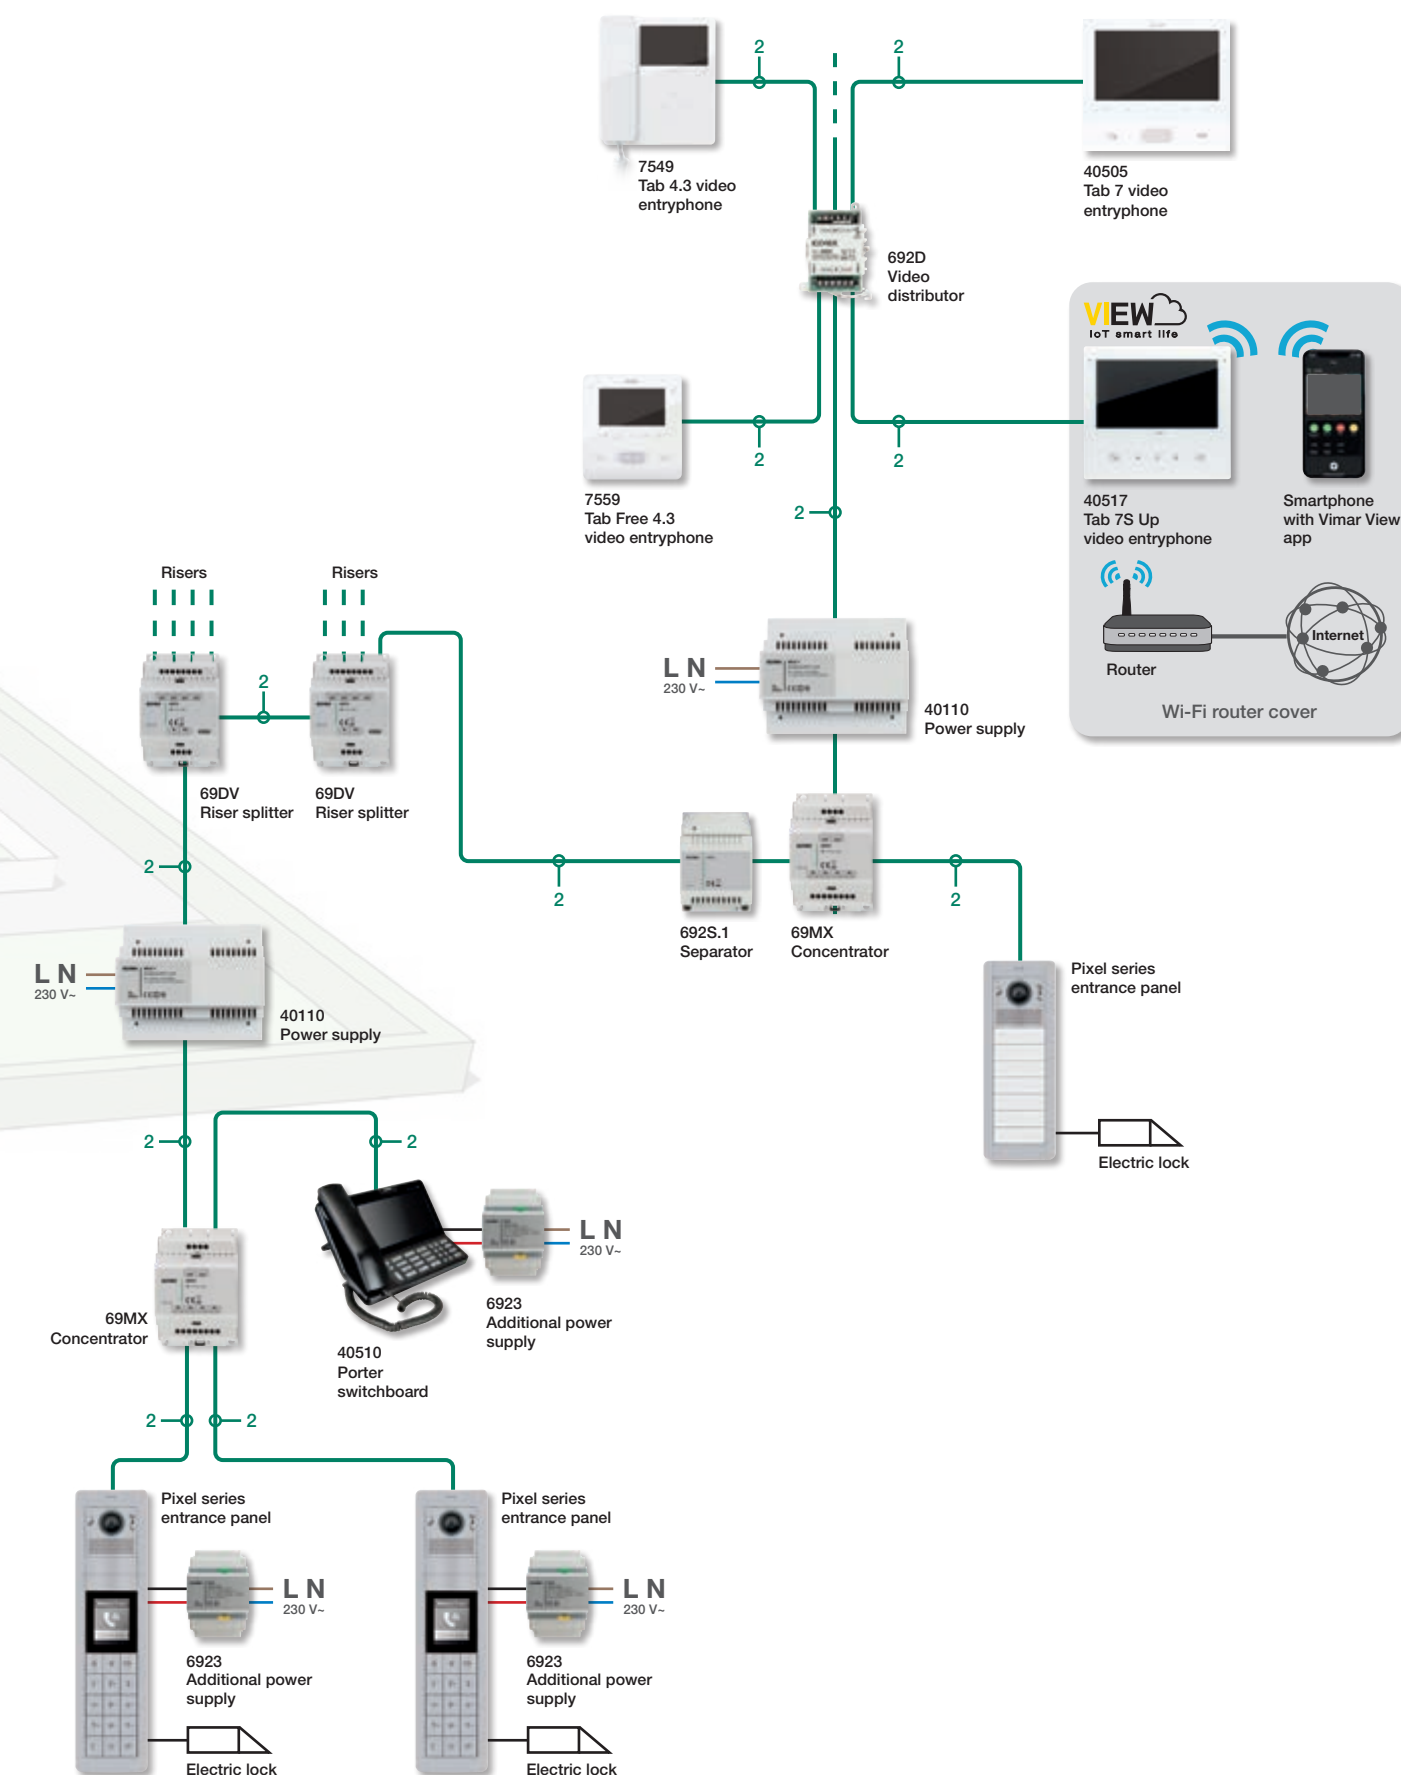 2
2
7549
Tab 4.3 video
entryphone
40505
Tab 7 video
entryphone
692D
Video
distributor
VIEW
IoT smart life
2
2
7559
Tab Free 4.3
video entryphone
2
40517
Tab 7S Up
video entryphone
Smartphone
with Vimar View
app
Risers
Risers
Internet
Router
Wi-Fi router cover
L N
230 V~
2
40110
Power supply
69DV
Riser splitter
69DV
Riser splitter
2
2
2
692S.1
Separator
69MX
Concentrator
L N
230 V~
Pixel series
entrance panel
40110
Power supply
2
2
Electric lock
L N
230 V~
69MX
Concentrator
6923
Additional power
supply
40510
Porter
switchboard
2
2
Pixel series
entrance panel
Pixel series
entrance panel
L N
230 V~
L N
230 V~
6923
Additional power
supply
6923
Additional power
supply
Electric lock
Electric lock